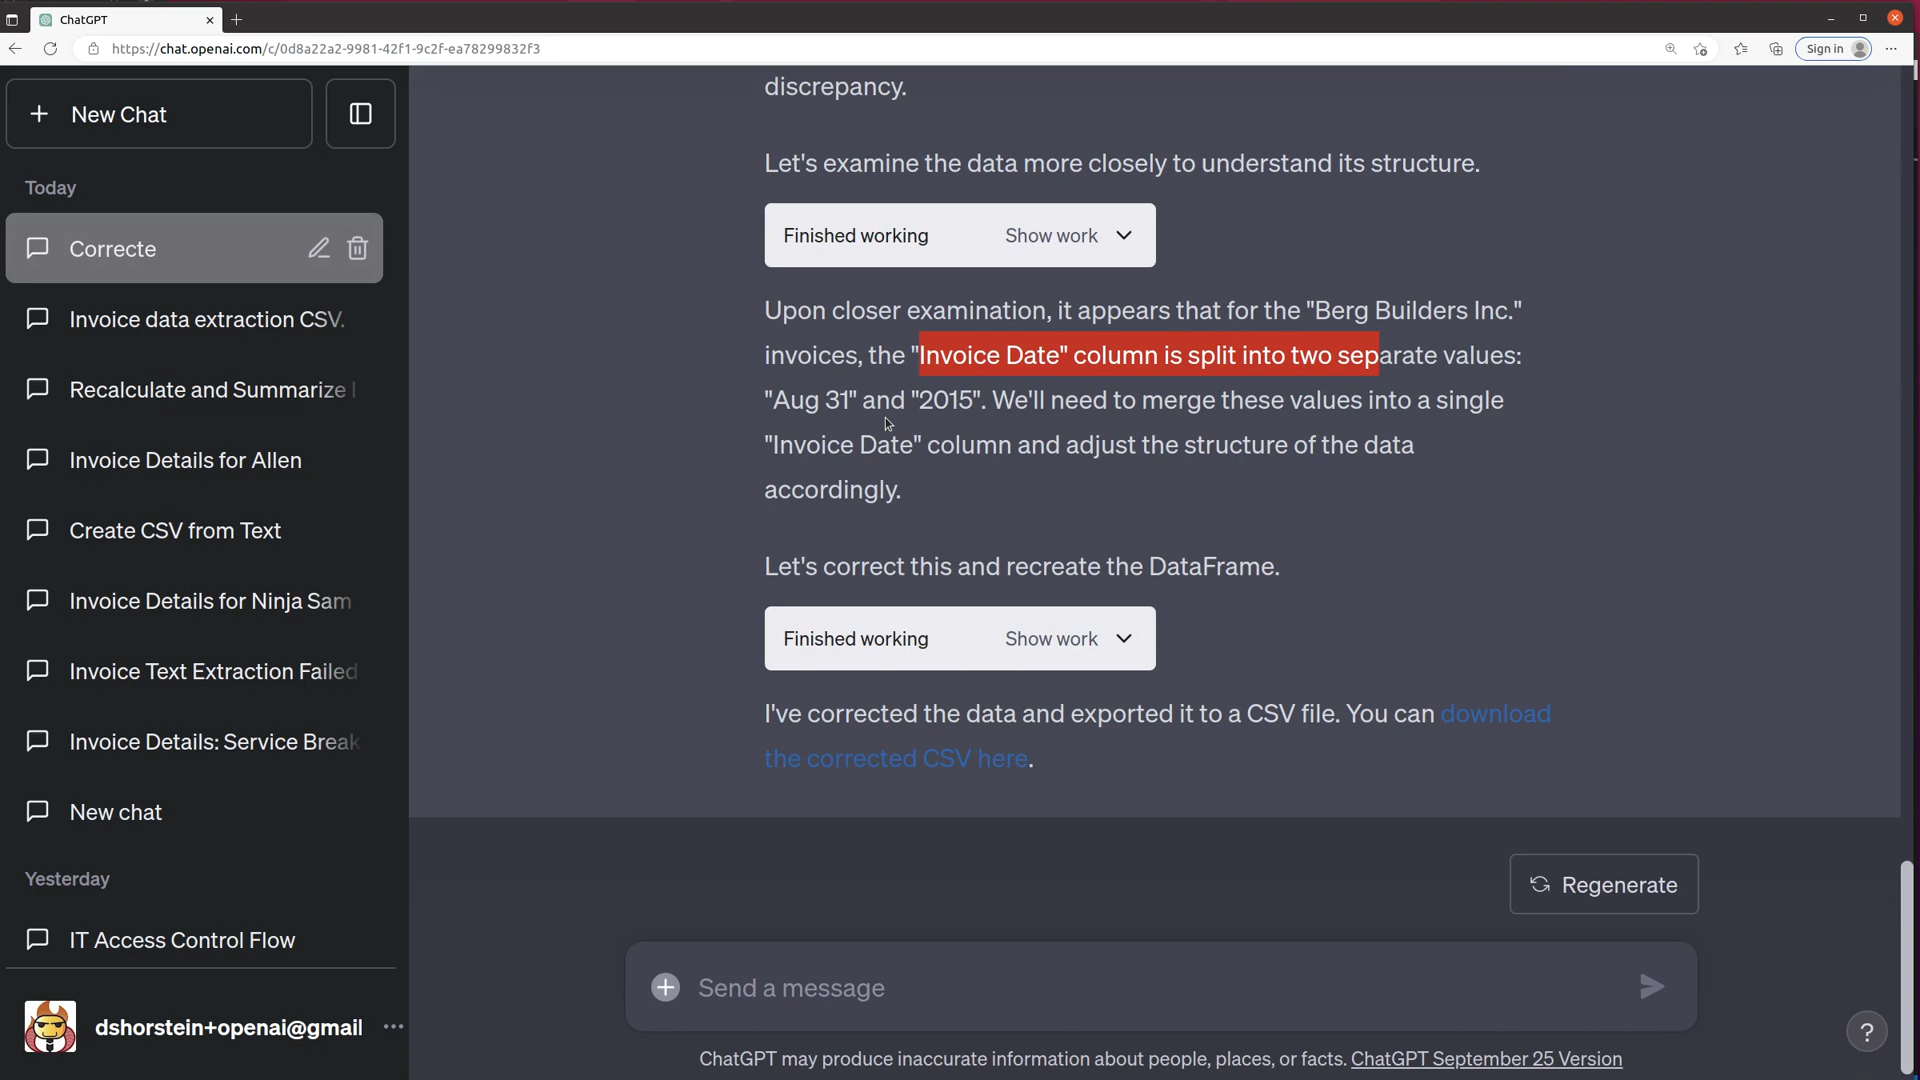 ChatGPT
https://chat.openai.com/c/0d8a22a2-9981-42f1-9c2f-ea78299832f3
Sign in
New Chat
Today
Correcte
Invoice data extraction CSV.
Recalculate and Summarize I
Invoice Details for Allen
Create CSV from Text
Invoice Details for Ninja Sam
Invoice Text Extraction Failed
Invoice Details: Service Break
New chat
Yesterday
IT Access Control Flow
dshorstein+openai@gmail
discrepancy.
Let's examine the data more closely to understand its structure.
Finished working Show work
Upon closer examination, it appears that for the "Berg Builders Inc."
invoices, the "Invoice Date" column is split into two separate values:
"Aug 31" and "2015". We'll need to merge these values into a single
"Invoice Date" column and adjust the structure of the data
accordingly.
Let's correct this and recreate the DataFrame.
Finished working Show work
I've corrected the data and exported it to a CSV file. You can download
the corrected CSV here.
Regenerate
Send a message
?
ChatGPT may produce inaccurate information about people, places, or facts. ChatGPT September 25 Version